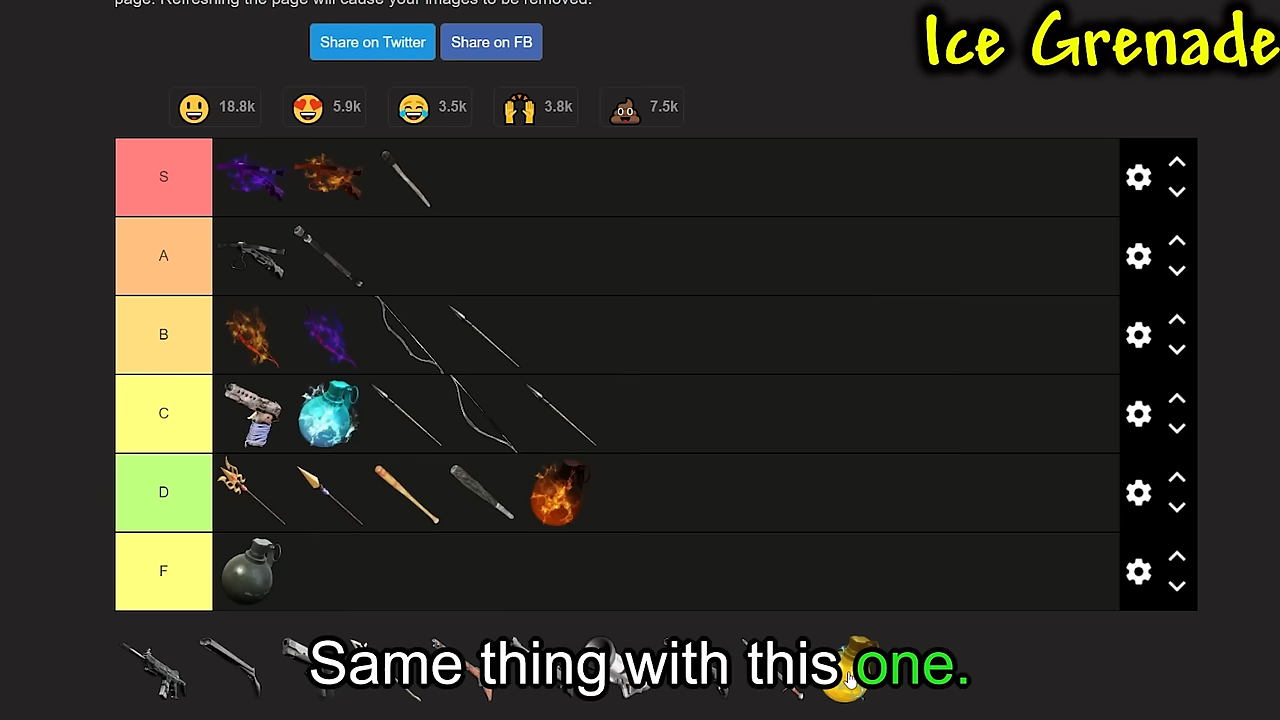 page. Refreshing the page will cause your images to be removed.
Ice Grenade
Share on Twitter
Share on FB
18.8k
5.9k
3.5k
3.8k
7.5k
S
A
B
C
D
F
Same thing with this one.